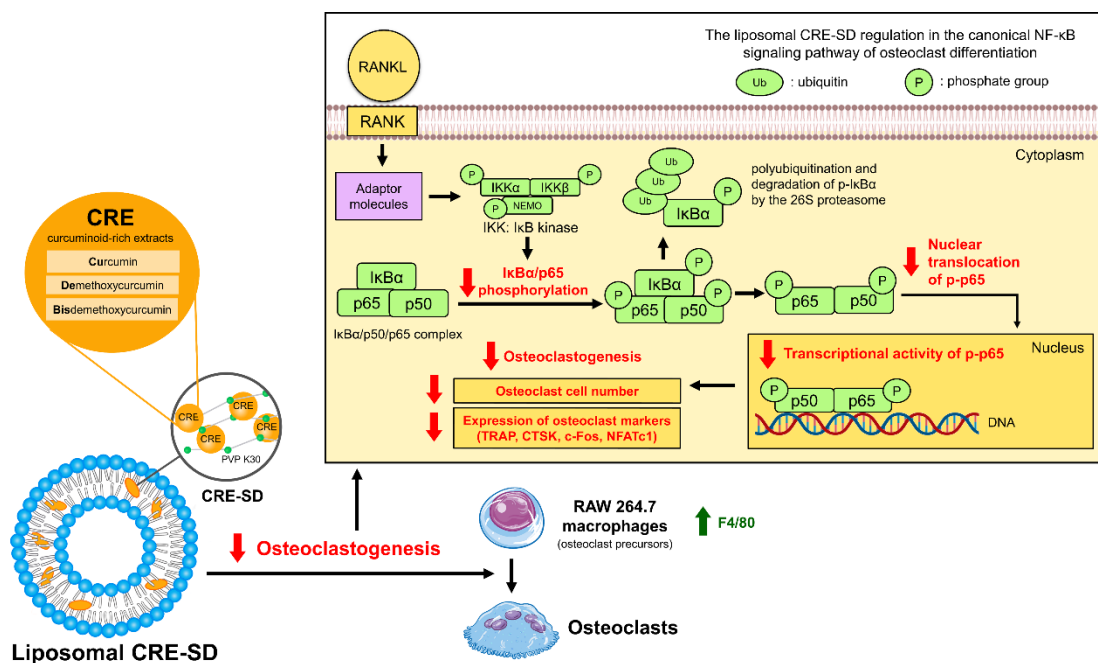 The liposomal CRE-SD regulation in the canonical NF-κB
signaling pathway of osteoclast differentiation
Ub : ubiquitin
P : phosphate group
RANKL
RANK
Cytoplasm
Adaptor
molecules
P
IKKα
IKKβ
P
P
NEMO
IKK: IκB kinase
Ub
Ub
Ub
P
IκBα
polyubiquitination and
degradation of p-IκBα
by the 26S proteasome
CRE
curcuminoid-rich extracts
Curcumin
Demethoxycurcumin
Bisdemethoxycurcumin
IκBα
p65
p50
IκBα/p50/p65 complex
IκBα/p65
phosphorylation
P
IκBα
P
P
p65
p50
P
P
p65
p50
Nuclear
translocation
of p-p65
Nucleus
Transcriptional activity of p-p65
P
P
p50
p65
DNA
Osteoclastogenesis
Osteoclast cell number
Expression of osteoclast markers
(TRAP, CTSK, c-Fos, NFATc1)
CRE
CRE
CRE
CRE
PVP K30
CRE-SD
Liposomal CRE-SD
Osteoclastogenesis
RAW 264.7
macrophages
(osteoclast precursors)
F4/80
Osteoclasts